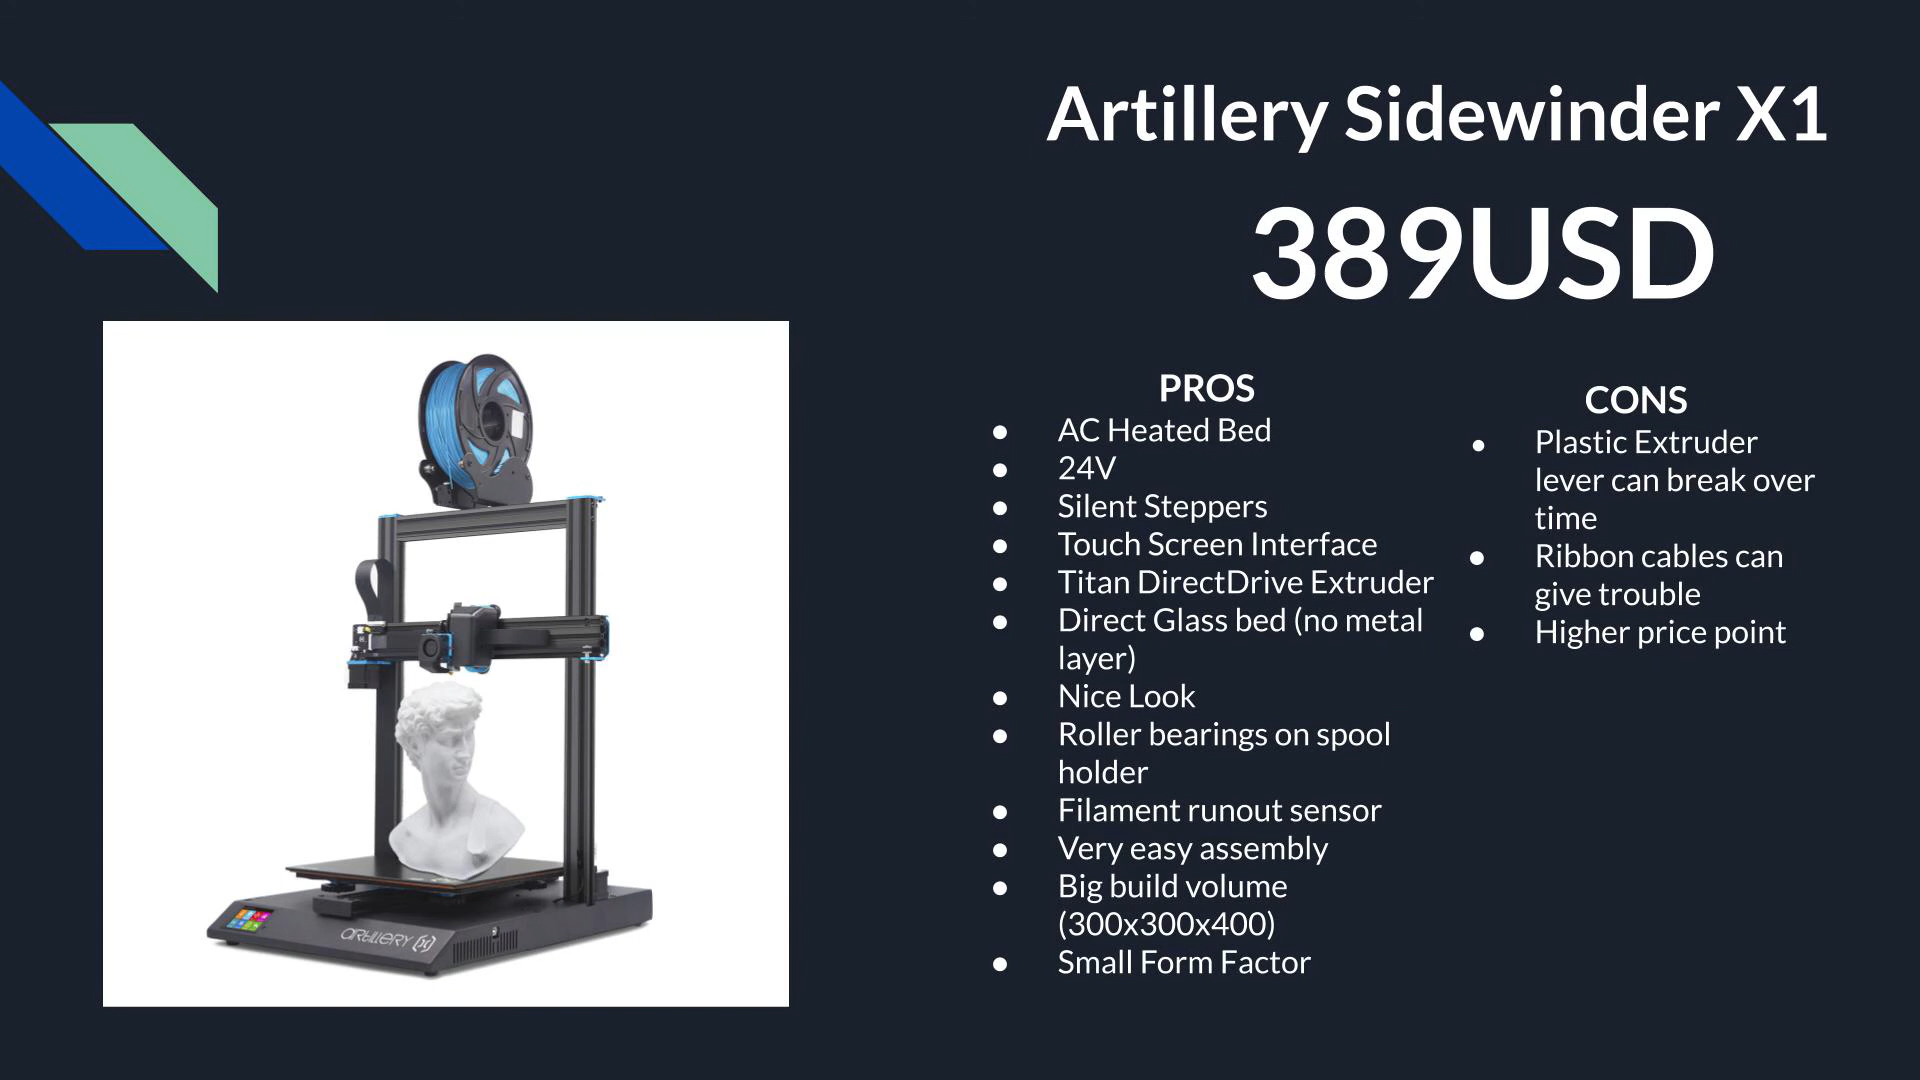 Artillery Sidewinder X1
389USD
PROS
● AC Heated Bed
● 24V
● Silent Steppers
● Touch Screen Interface
● Titan DirectDrive Extruder
● Direct Glass bed (no metal
layer)
● Nice Look
● Roller bearings on spool
holder
● Filament runout sensor
● Very easy assembly
● Big build volume
(300x300x400)
● Small Form Factor
CONS
● Plastic Extruder
lever can break over
time
● Ribbon cables can
give trouble
● Higher price point
ARTILLERY